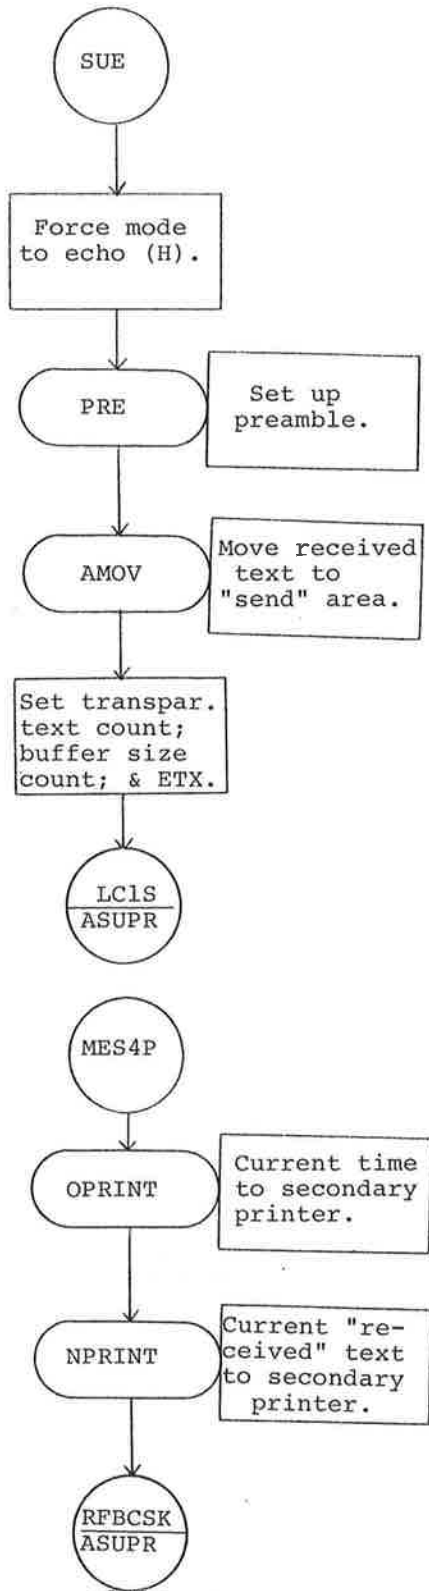 SUE
Force mode
to echo (H).
PRE
Set up
preamble.
AMOV
Move received
text to
"send" area.
Set transpar.
text count;
buffer size
count; & ETX.
LC1S
ASUPR
MES4P
OPRINT
Current time
to secondary
printer.
NPRINT
Current "re-
ceived" text
to secondary
printer.
RFBCSK
ASUPR